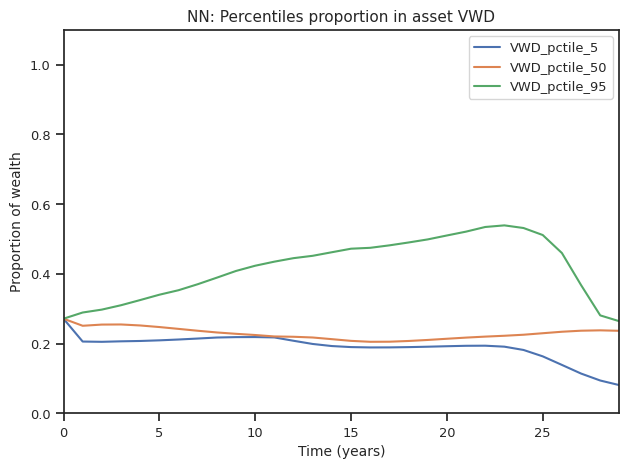 NN: Percentiles proportion in asset VWD
VWD_pctile_5
VWD_pctile_50
VWD_pctile_95
Proportion of wealth
1.0
0.8
0.6
0.4
0.2
0.0
0 5 10 15 20 25
Time (years)